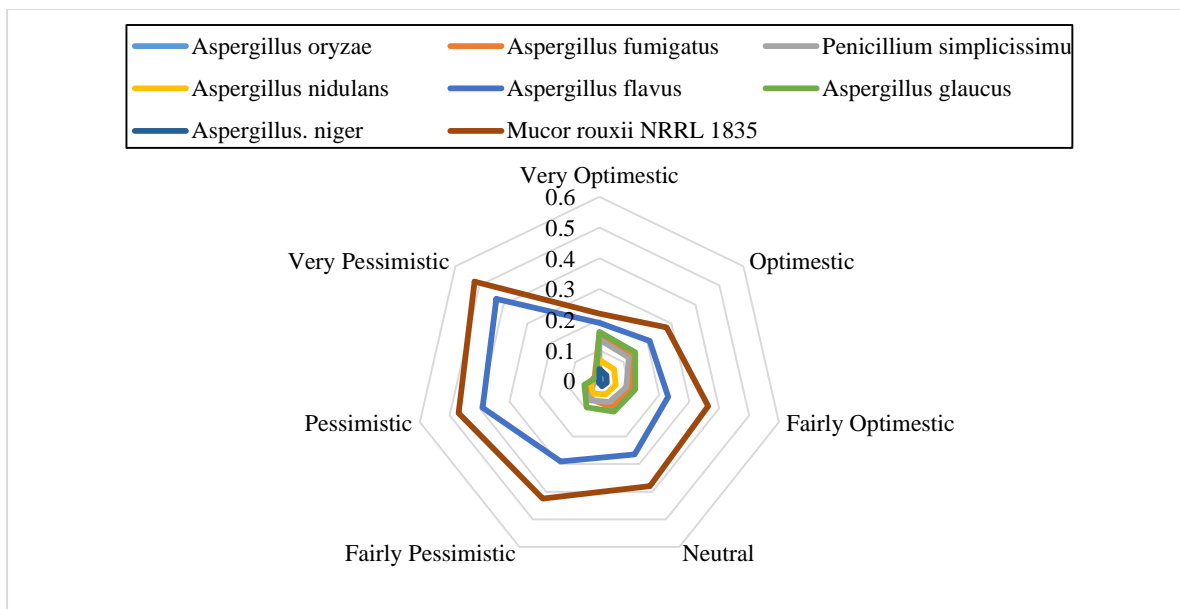 Aspergillus oryzae Aspergillus fumigatus Penicillium simplicissimu
Aspergillus nidulans Aspergillus flavus Aspergillus glaucus
Aspergillus. niger Mucor rouxii NRRL 1835
Very Optimestic
0.6
0.5
Very Pessimistic Optimestic
0.4
0.3
0.2
0.1
0
Pessimistic Fairly Optimestic
Fairly Pessimistic Neutral